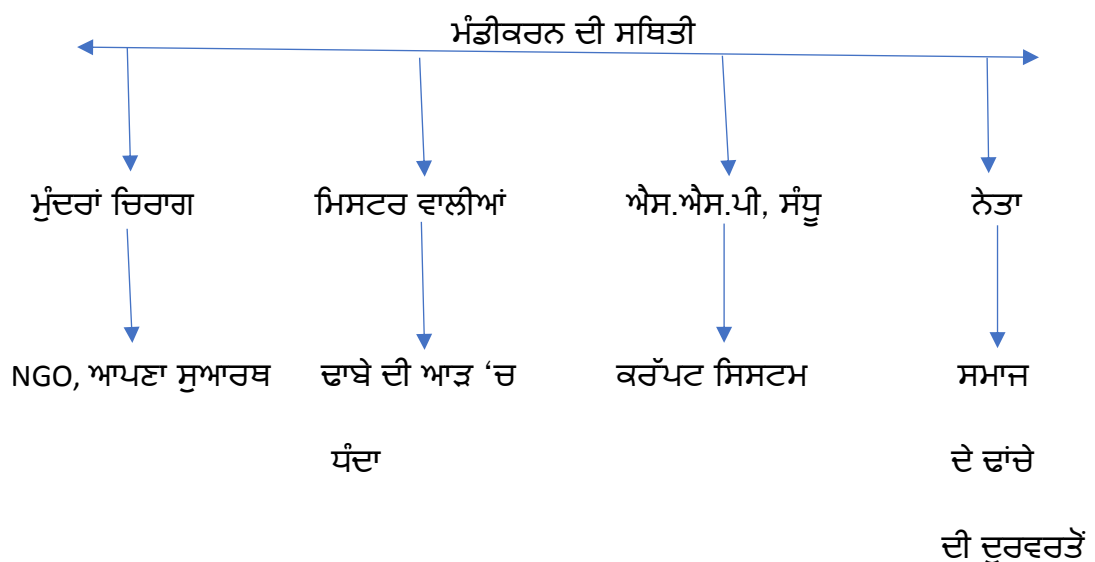 ਮੰਡੀਕਰਨ ਦੀ ਸਥਿਤੀ
ਮੁੰਦਰਾਂ ਚਿਰਾਗ ਮਿਸਟਰ ਵਾਲੀਆਂ ਐਸ.ਐਸ.ਪੀ, ਸੰਧੂ ਨੇਤਾ
NGO, ਆਪਣਾ ਸੁਆਰਥ ਢਾਬੇ ਦੀ ਆੜ ‘ਚ ਕਰੱਪਟ ਸਿਸਟਮ ਸਮਾਜ
ਧੰਦਾ ਦੇ ਢਾਂਚੇ
ਦੀ ਦੁਰਵਰਤੋਂ